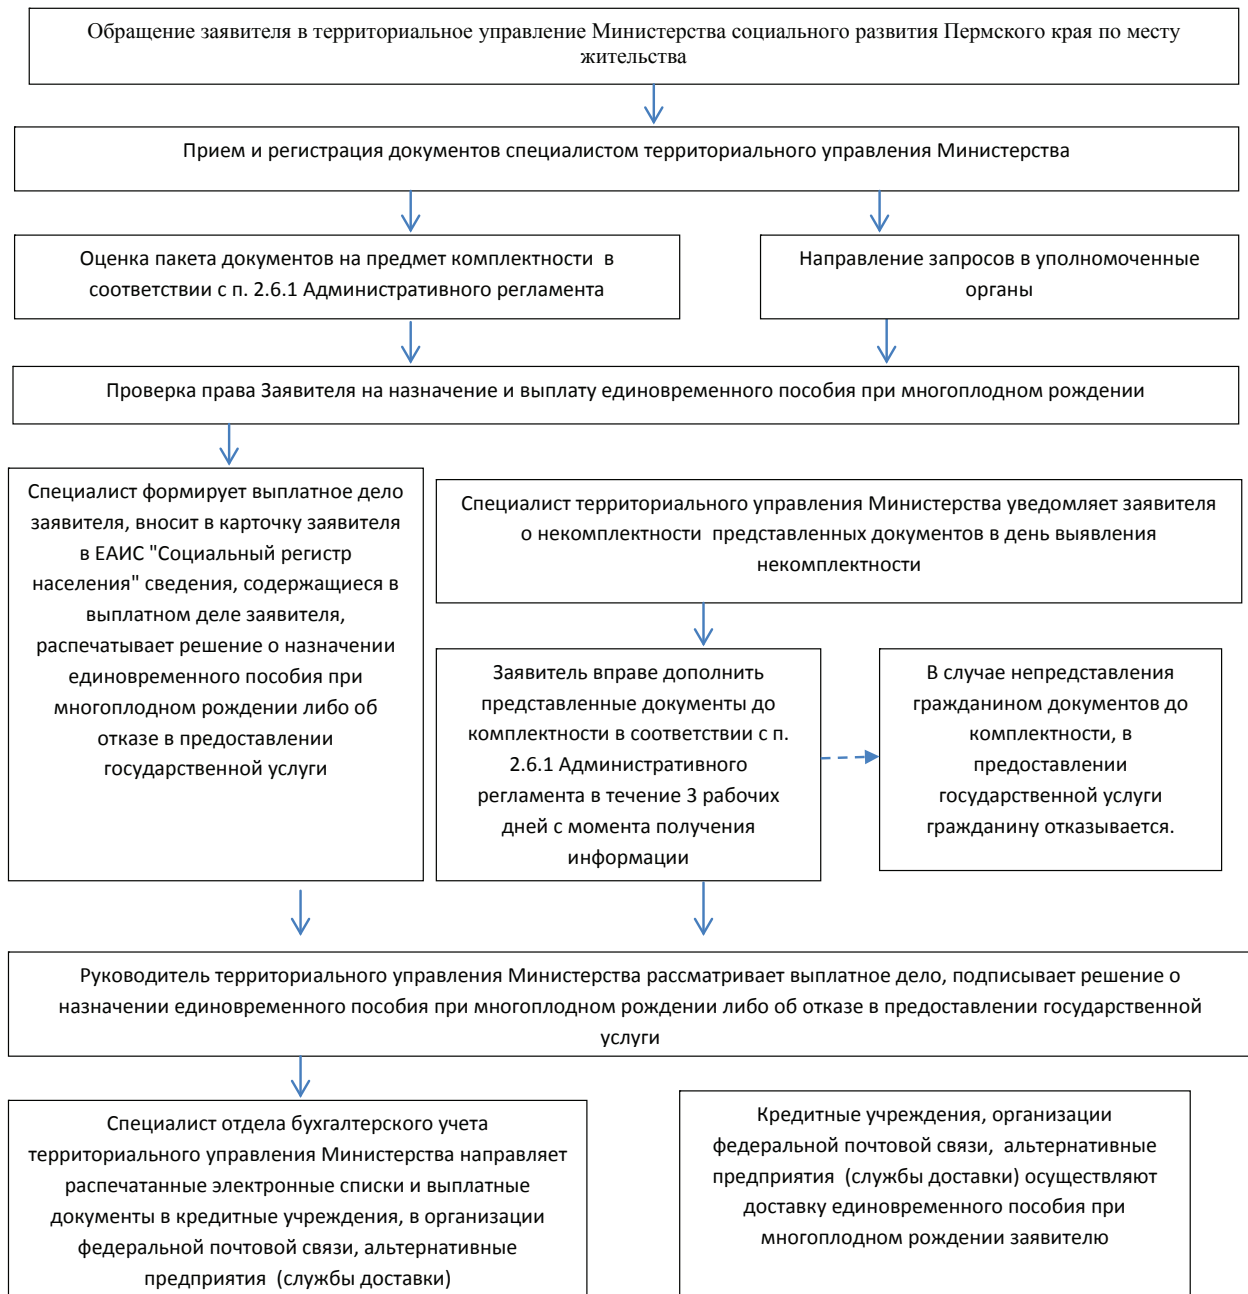 Обращение заявителя в территориальное управление Министерства социального развития Пермского края по месту
жительства
Прием и регистрация документов специалистом территориального управления Министерства
Оценка пакета документов на предмет комплектности  в
соответствии с п. 2.6.1 Административного регламента
Направление запросов в уполномоченные
органы
Проверка права Заявителя на назначение и выплату единовременного пособия при многоплодном рождении
Специалист формирует выплатное дело
заявителя, вносит в карточку заявителя
в ЕАИС "Социальный регистр
населения" сведения, содержащиеся в
выплатном деле заявителя,
распечатывает решение о назначении
единовременного пособия при
многоплодном рождении либо об
отказе в предоставлении
государственной услуги
Специалист территориального управления Министерства уведомляет заявителя
о некомплектности  представленных документов в день выявления
некомплектности
Заявитель вправе дополнить
представленные документы до
комплектности в соответствии с п.
2.6.1 Административного
регламента в течение 3 рабочих
дней с момента получения
информации
В случае непредставления
гражданином документов до
комплектности, в
предоставлении
государственной услуги
гражданину отказывается.
Руководитель территориального управления Министерства рассматривает выплатное дело, подписывает решение о
назначении единовременного пособия при многоплодном рождении либо об отказе в предоставлении государственной
услуги
Специалист отдела бухгалтерского учета
территориального управления Министерства направляет
распечатанные электронные списки и выплатные
документы в кредитные учреждения, в организации
федеральной почтовой связи, альтернативные
предприятия  (службы доставки)
Кредитные учреждения, организации
федеральной почтовой связи,  альтернативные
предприятия  (службы доставки) осуществляют
доставку единовременного пособия при
многоплодном рождении заявителю